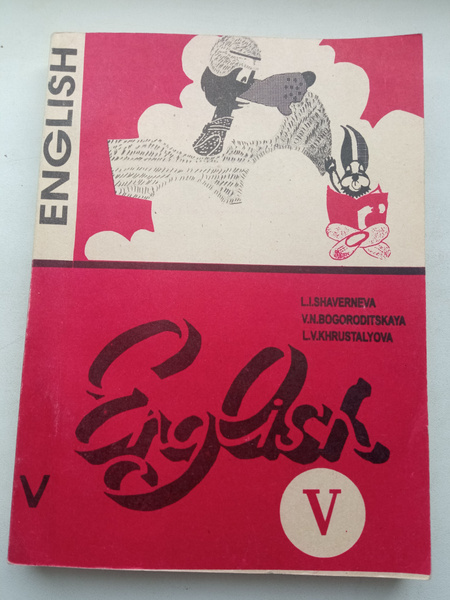 ENGLISH
L.I.SHAVERNEVA
V.N.BOGORODITSKAYA
L.V.KHRUSTALYOVA
English
V
V